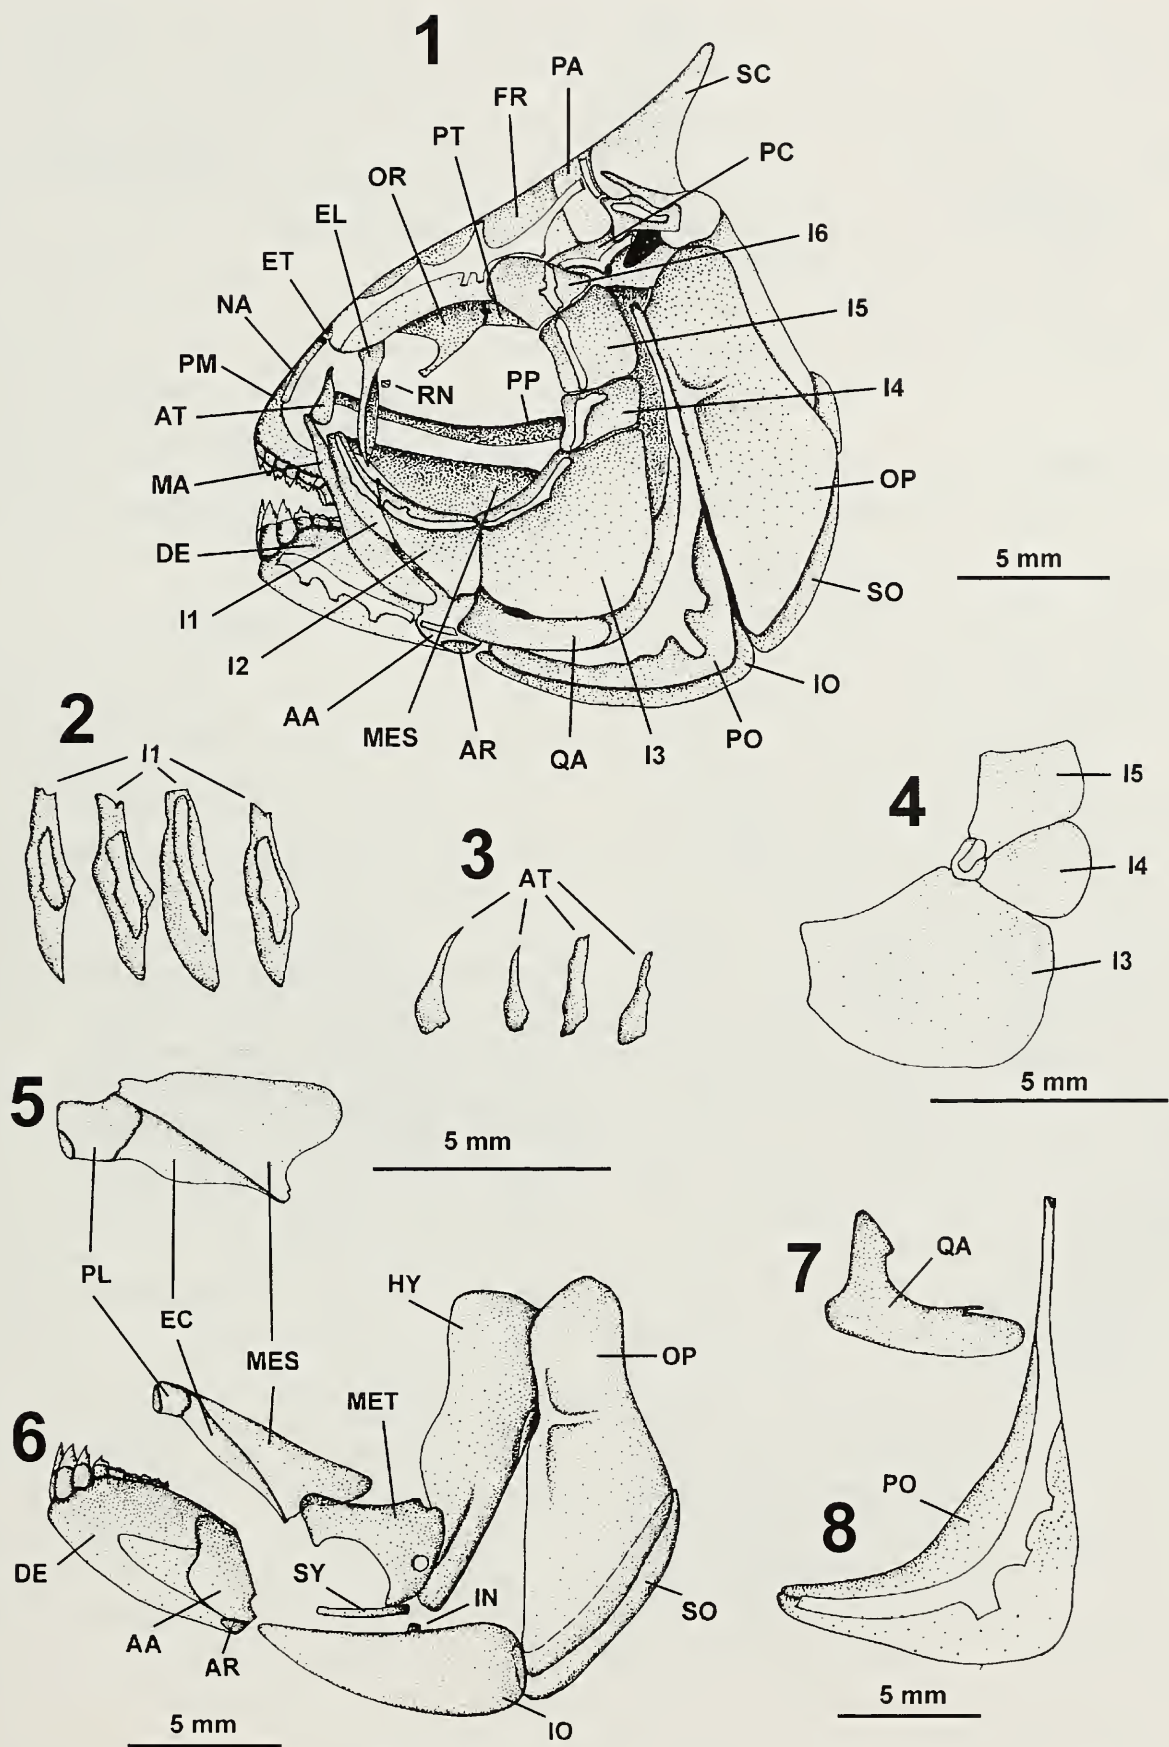 1
PA
SC
FR
PT
PC
OR
EL
I6
ET
NA
I5
PM
RN
PP
I4
AT
MA
OP
DE
5 mm
SO
I1
I2
IO
AA
MES
AR
QA
I3
PO
2
I1
3
AT
4
I5
I4
I3
5 mm
5
5 mm
PL
EC
MES
6
HY
OP
MET
DE
SY
IN
SO
AA
AR
IO
5 mm
7
QA
8
PO
5 mm